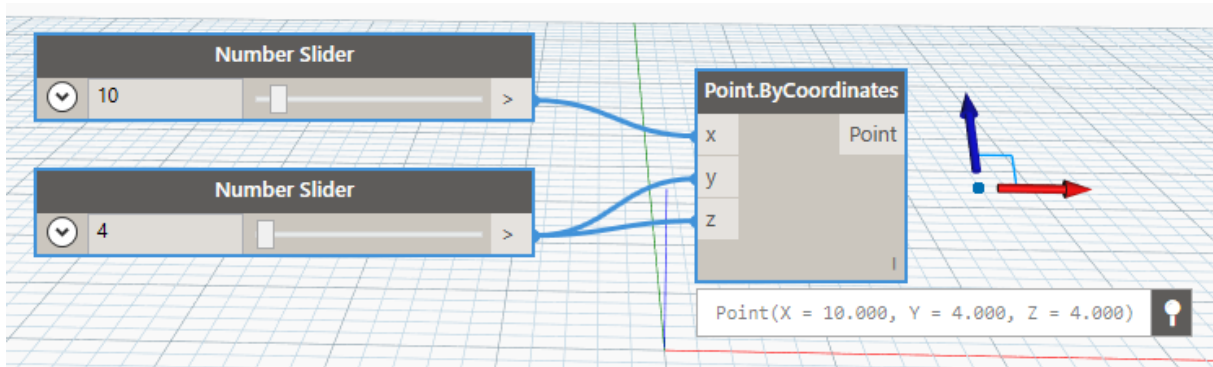 Number Slider
10
>
Number Slider
4
>
Point.ByCoordinates
x
Point
y
z
l
Point(X = 10.000, Y = 4.000, Z = 4.000)